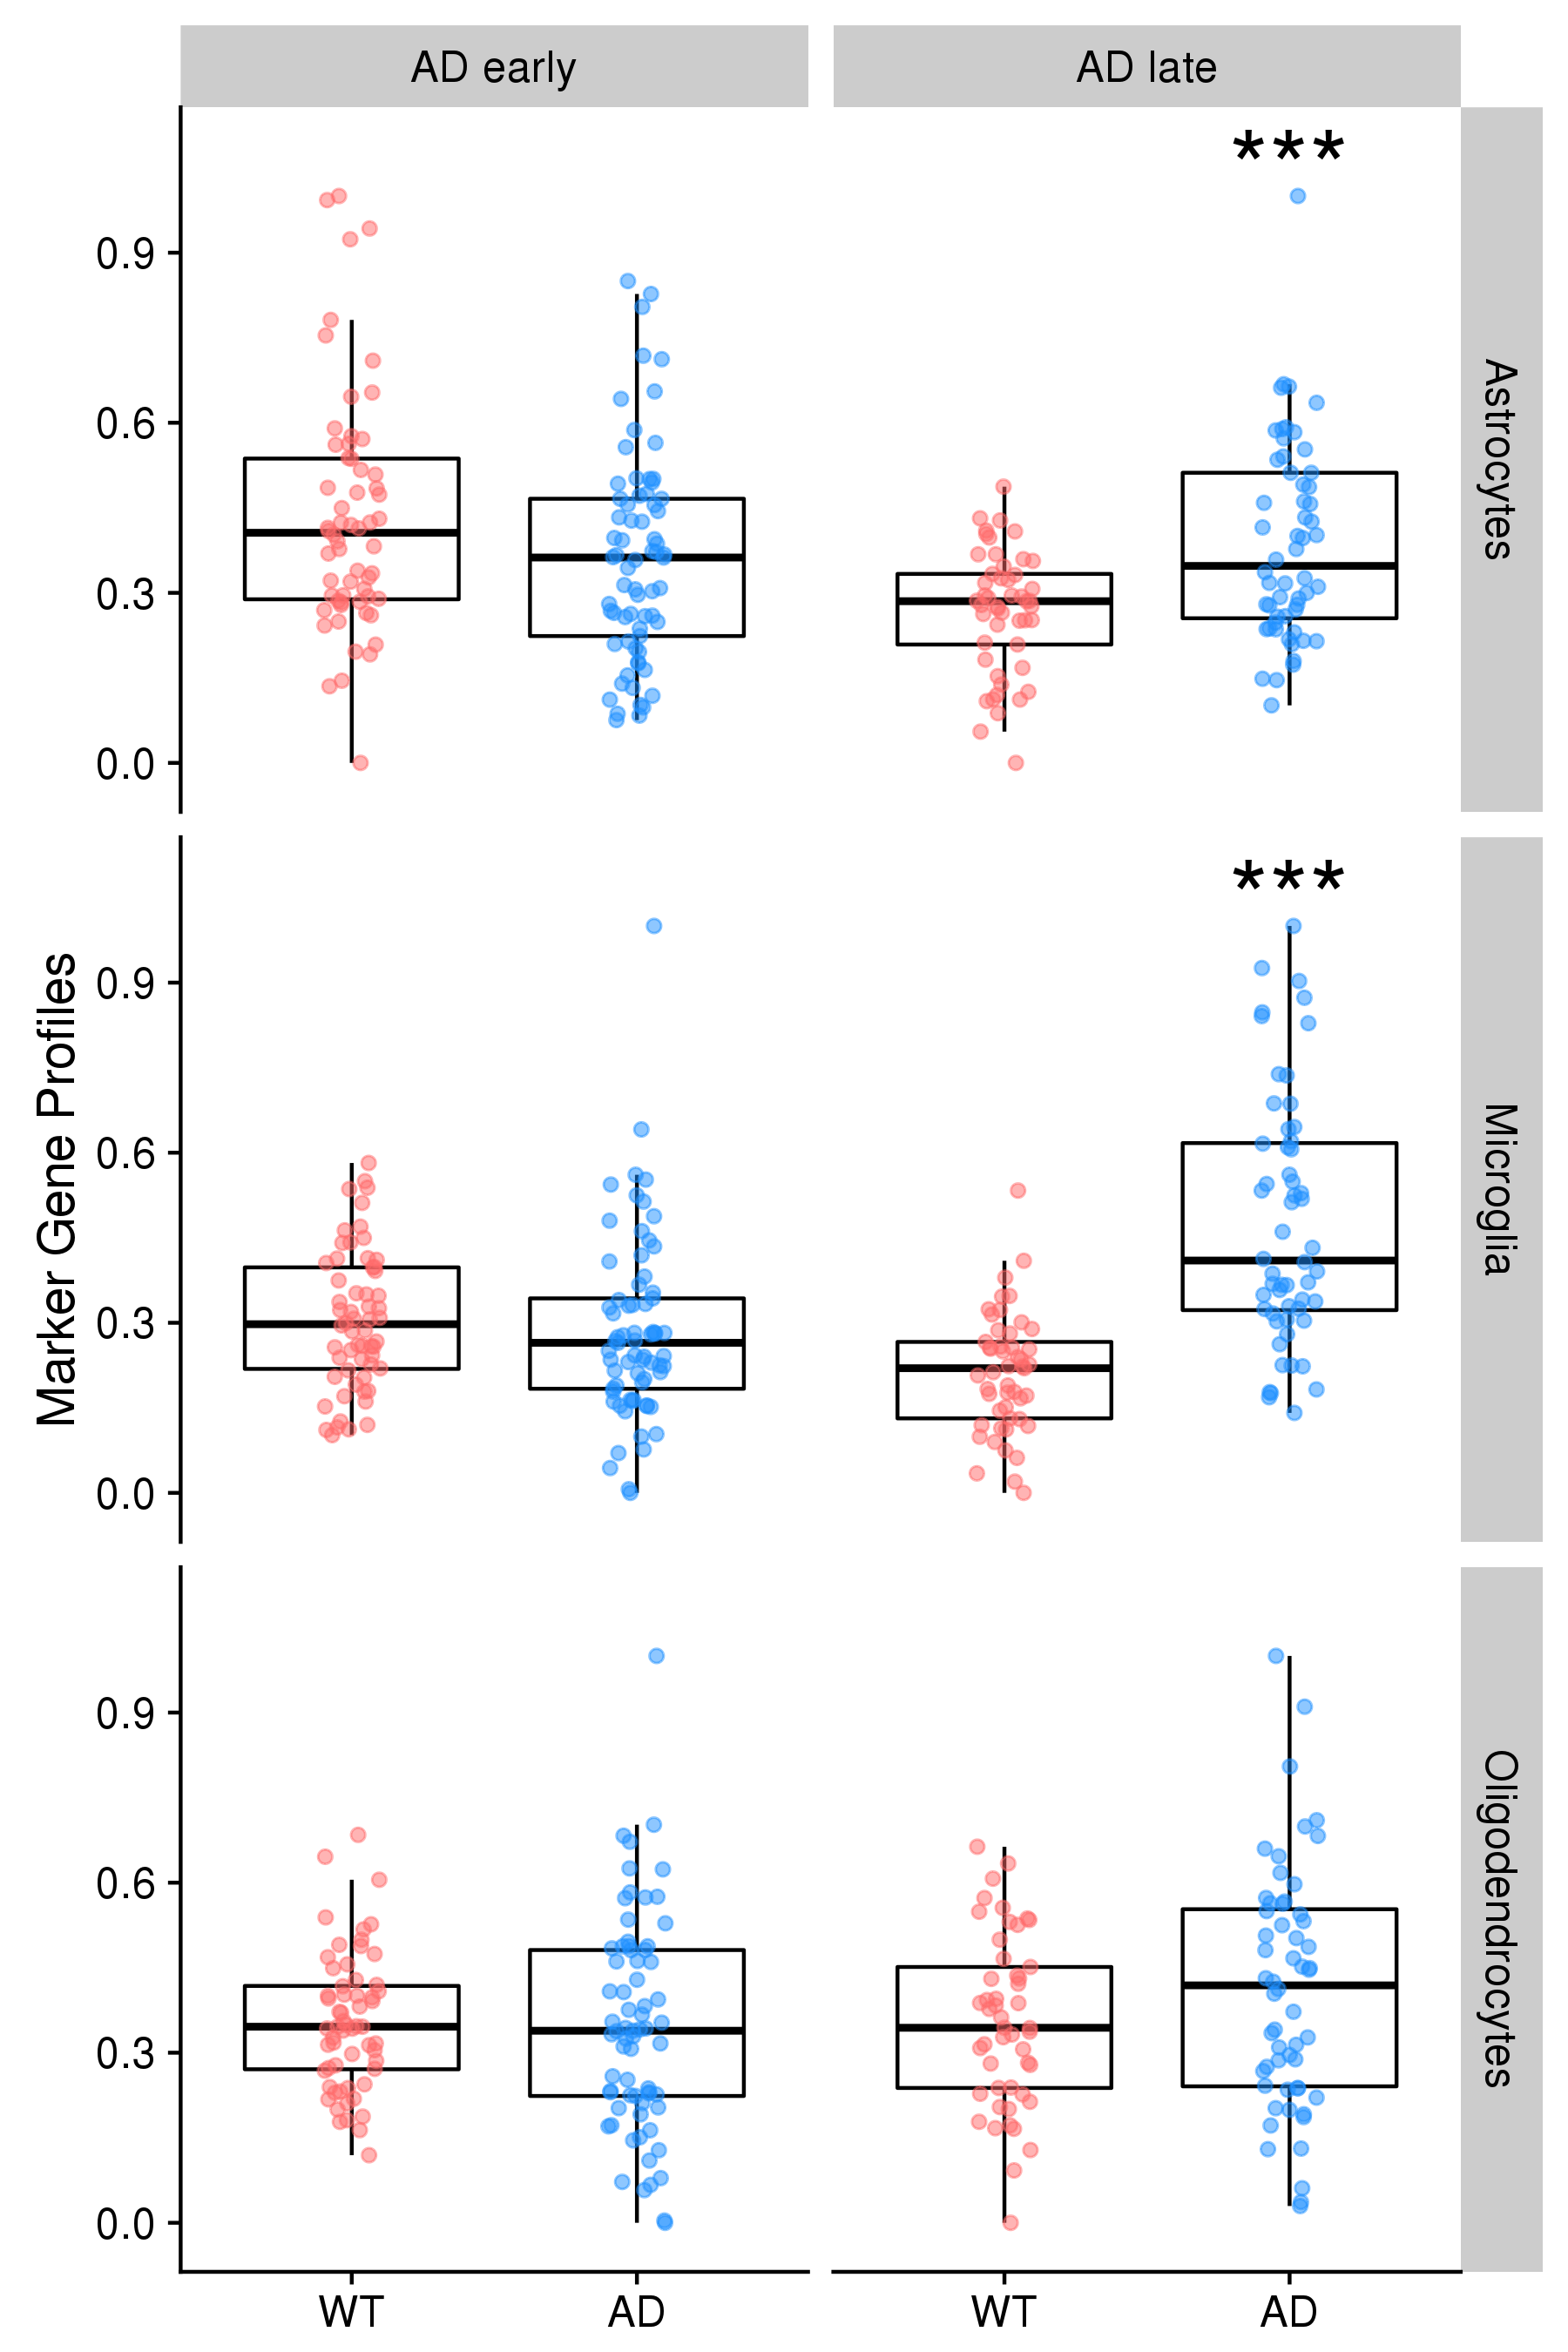 AD early
AD late
***
0.9
0.6
0.3
0.0
Astrocytes
***
0.9
0.6
0.3
0.0
Microglia
Marker Gene Profiles
0.9
0.6
0.3
0.0
Oligodendrocytes
WT
AD
WT
AD